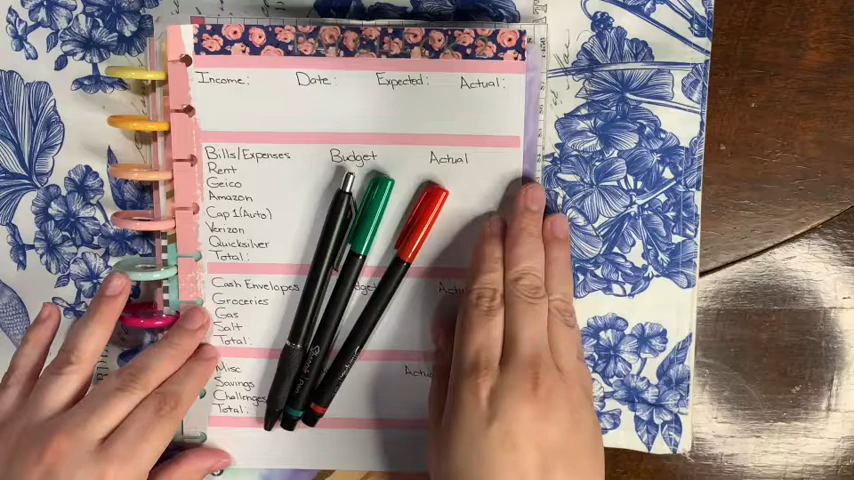 Income: Date: Expected: Actual:
Bills/Expenses Budget Actual
Rent
Geico
Amazon
Cap 1 (Auto)
Verizon
Quicksilver
Total:
Cash Envelopes
Groceries
Gas
Salt
Total:
Misc
Savings
Challenges
Total: